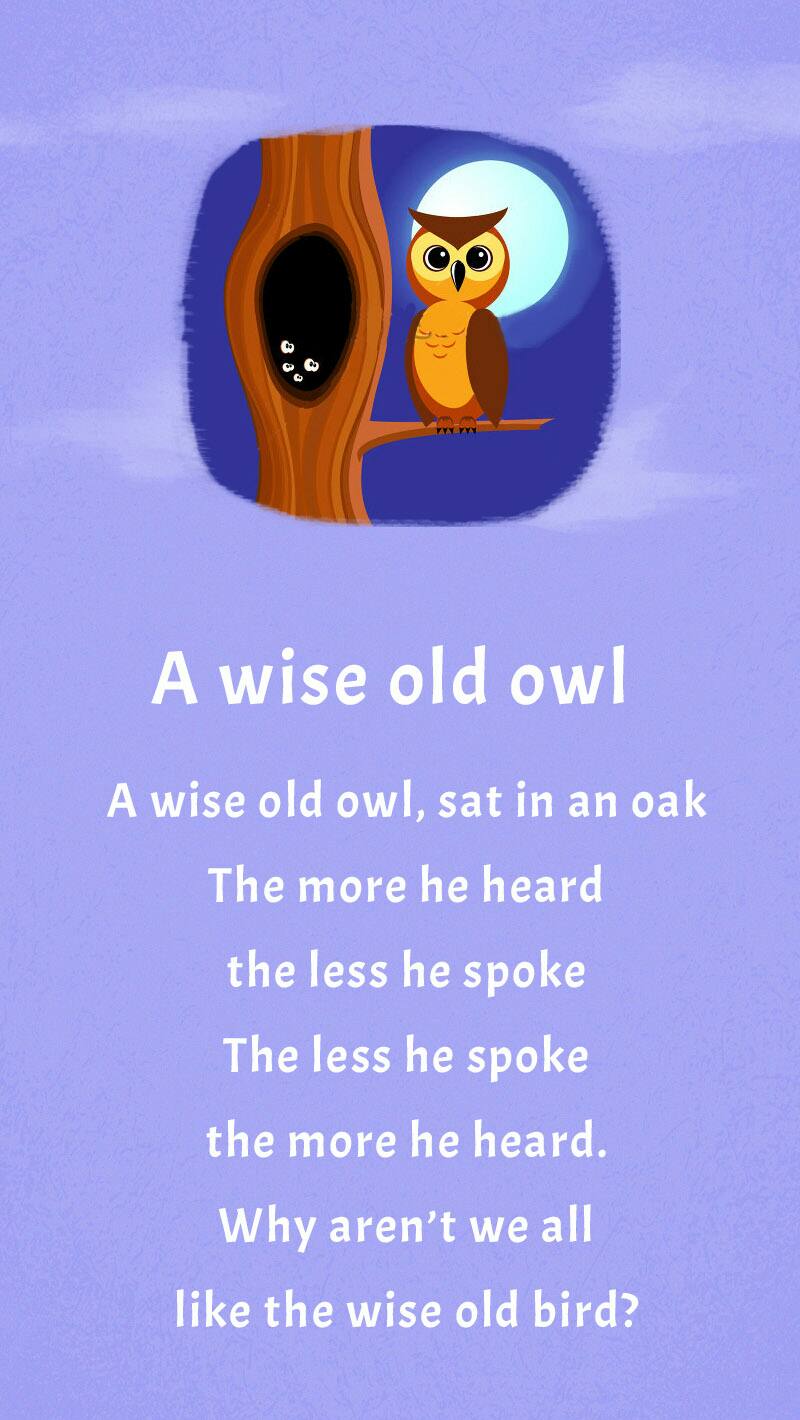 A wise old owl
A wise old owl, sat in an oak
The more he heard
the less he spoke
The less he spoke
the more he heard.
Why aren’t we all
like the wise old bird?